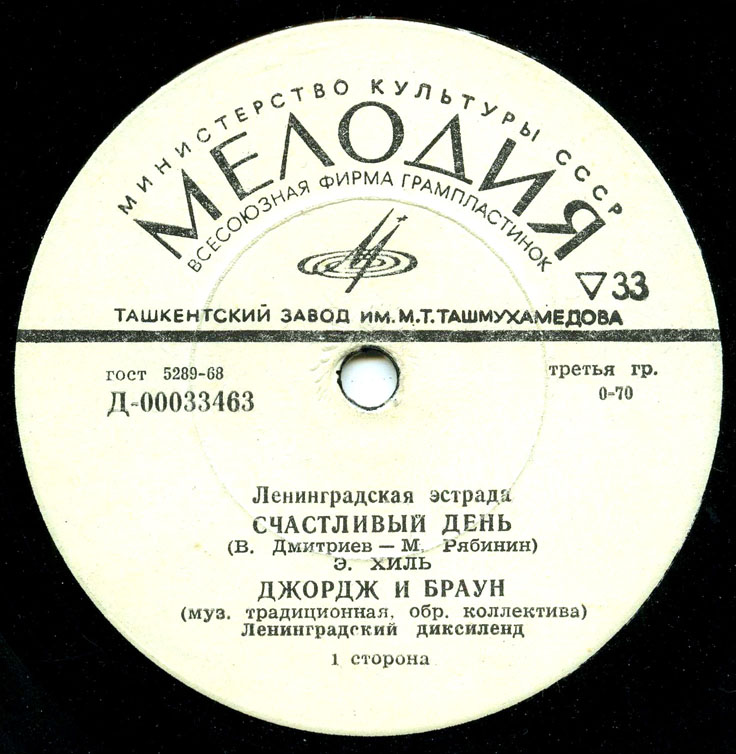 МИНИСТЕРСТВО КУЛЬТУРЫ СССР
МЕЛОДИЯ
ВСЕСОЮЗНАЯ ФИРМА ГРАМПЛАСТИНОК
▽33
ТАШКЕНТСКИЙ ЗАВОД ИМ. М.Т.ТАШМУХАМЕДОВА
гост 5289-68
третья гр.
Д-00033463
0-70
Ленинградская эстрада
СЧАСТЛИВЫЙ ДЕНЬ
(В. Дмитриев — М. Рябинин)
Э. ХИЛЬ
ДЖОРДЖ И БРАУН
(муз. традиционная, обр. коллектива)
Ленинградский диксиленд
1 сторона